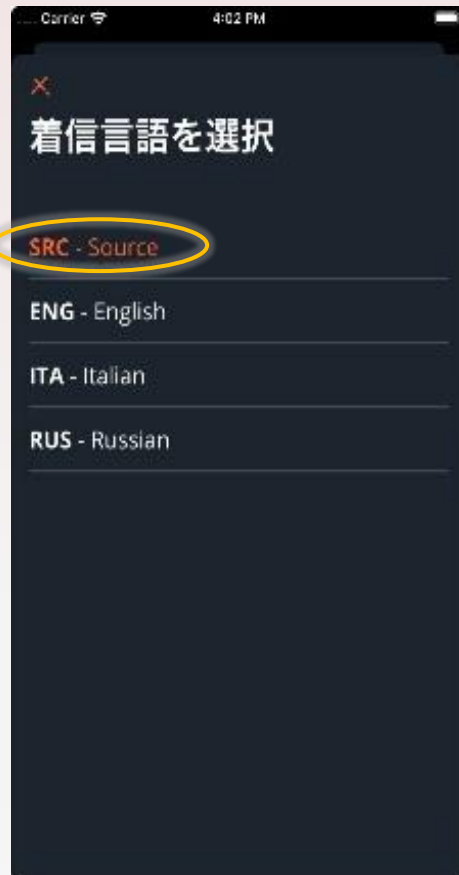 Carrier 4:02 PM
着信言語を選択
SRC - Source
ENG - English
ITA - Italian
RUS - Russian